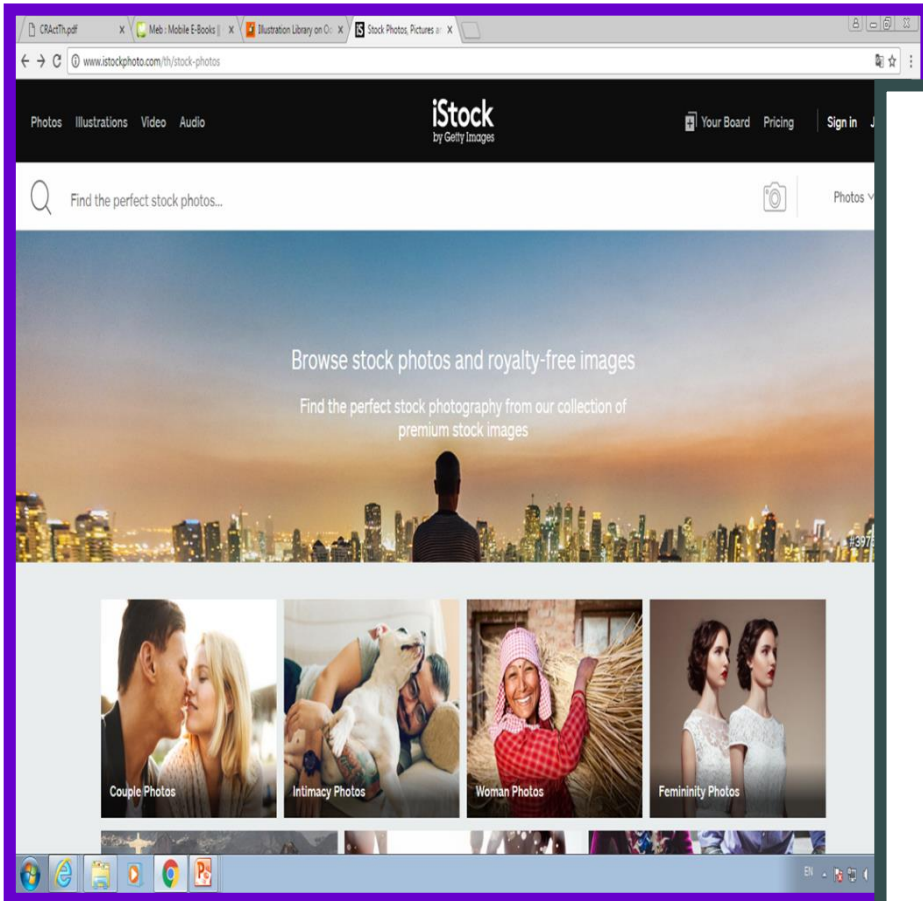 CRActTh.pdf
Meb : Mobile E-Books ||
Illustration Library on
Stock Photos, Pictures
www.istockphoto.com/th/stock-photos
Photos Illustrations Video Audio
iStock
by Getty Images
Your Board Pricing Sign in
Find the perfect stock photos...
Photos
Browse stock photos and royalty-free images
Find the perfect stock photography from our collection of
premium stock images
Couple Photos
Intimacy Photos
Woman Photos
Femininity Photos
EN